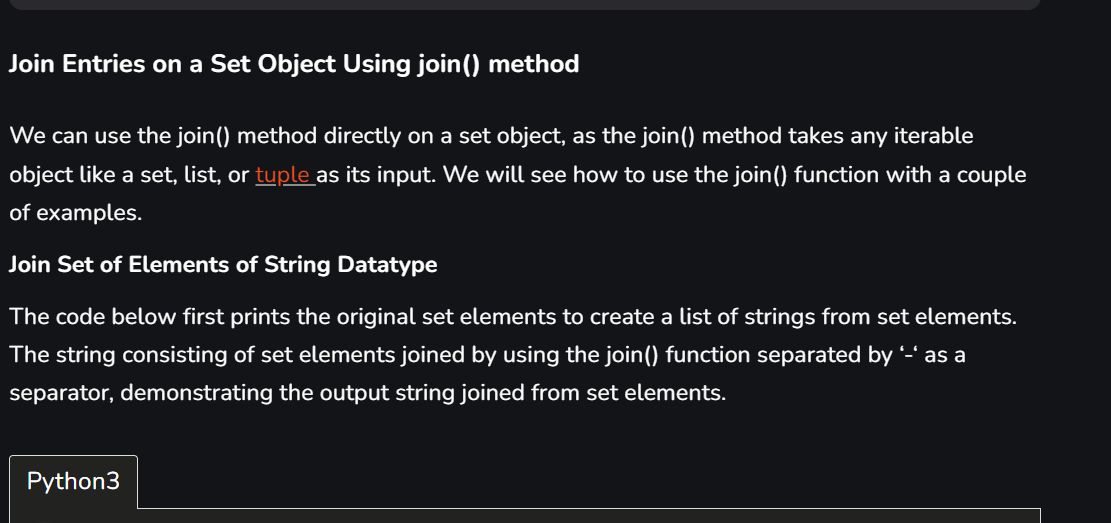 Join Entries on a Set Object Using join() method
We can use the join() method directly on a set object, as the join() method takes any iterable
object like a set, list, or tuple as its input. We will see how to use the join() function with a couple
of examples.
Join Set of Elements of String Datatype
The code below first prints the original set elements to create a list of strings from set elements.
The string consisting of set elements joined by using the join() function separated by ‘-‘ as a
separator, demonstrating the output string joined from set elements.
Python3